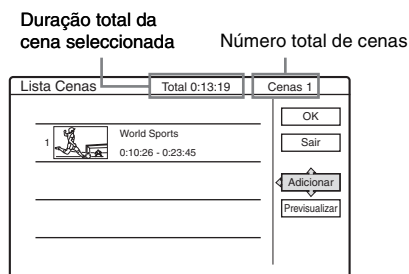 Duração total da
cena seleccionada
Número total de cenas
Lista Cenas Total 0:13:19 Cenas 1
OK
1 World Sports
Sair
0:10:26 - 0:23:45
Adicionar
Previsualizar